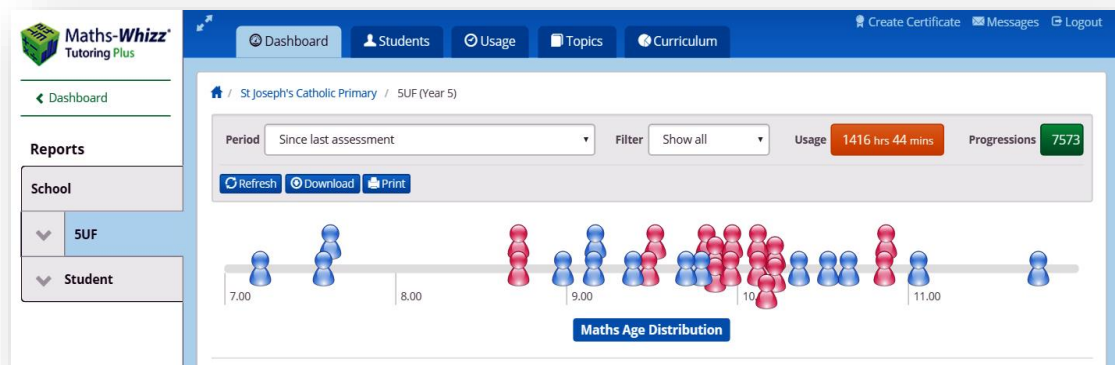 Maths-Whizz®
Tutoring Plus
Create Certificate Messages Logout
Dashboard Students Usage Topics Curriculum
Dashboard
/ St Joseph's Catholic Primary / 5UF (Year 5)
Period Since last assessment Filter Show all Usage 1416 hrs 44 mins Progressions 7573
Refresh Download Print
Reports
School
5UF
Student
7.00 8.00 9.00 10. 11.00
Maths Age Distribution